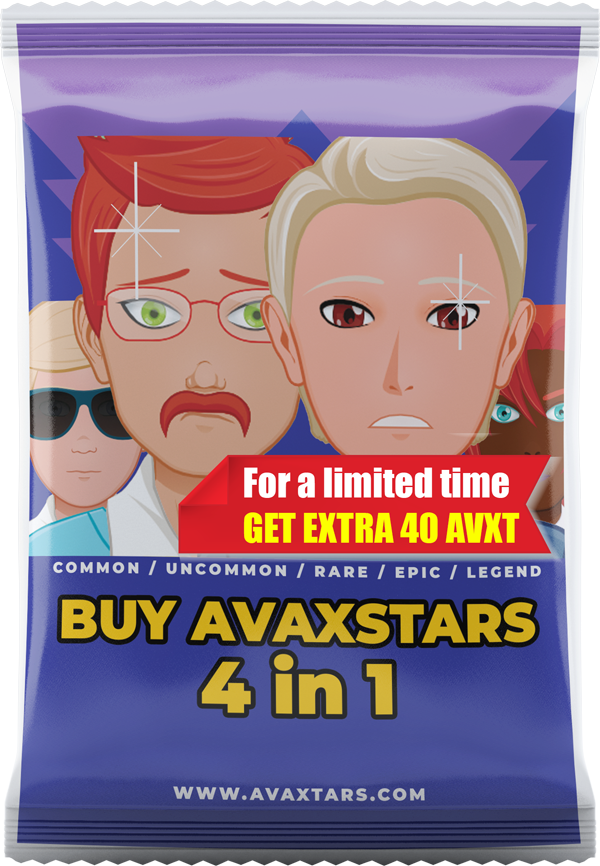 For a limited time
GET EXTRA 40 AVXT
COMMON / UNCOMMON / RARE / EPIC / LEGEND
BUY AVAXSTARS
4 in 1
WWW.AVAXTARS.COM